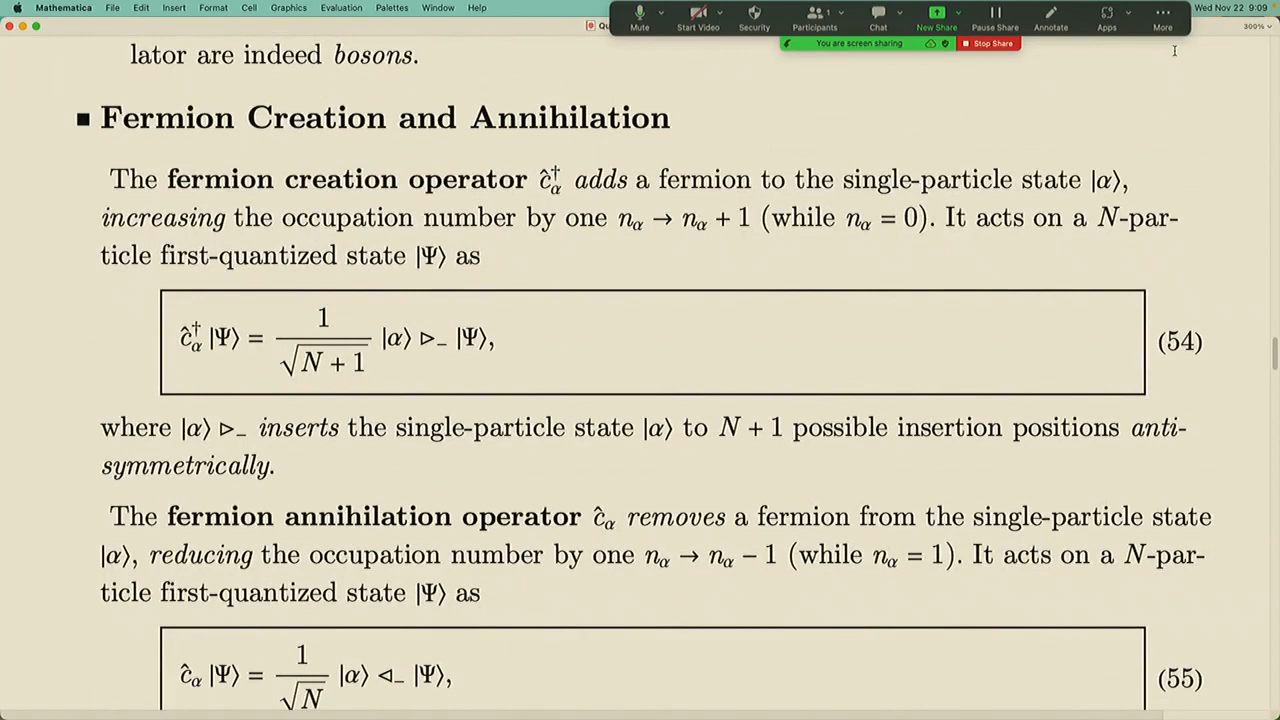 Mathematica File Edit Insert Format Cell Graphics Evaluation Palettes Window Help
Wed Nov 22 9:09
Mute Start Video Security Participants 1 Chat New Share Pause Share Annotate Apps More
You are screen sharing Stop Share
300%
lator are indeed bosons.
Fermion Creation and Annihilation
The fermion creation operator ĉ†α adds a fermion to the single-particle state |α⟩,
increasing the occupation number by one nα → nα + 1 (while nα = 0). It acts on a N-par-
ticle first-quantized state |Ψ⟩ as
ĉ†α |Ψ⟩ = 1/√(N + 1) |α⟩ ▷₋ |Ψ⟩, (54)
where |α⟩ ▷₋ inserts the single-particle state |α⟩ to N + 1 possible insertion positions anti-
symmetrically.
The fermion annihilation operator ĉα removes a fermion from the single-particle state
|α⟩, reducing the occupation number by one nα → nα − 1 (while nα = 1). It acts on a N-par-
ticle first-quantized state |Ψ⟩ as
ĉα |Ψ⟩ = 1/√N |α⟩ ◁₋ |Ψ⟩, (55)